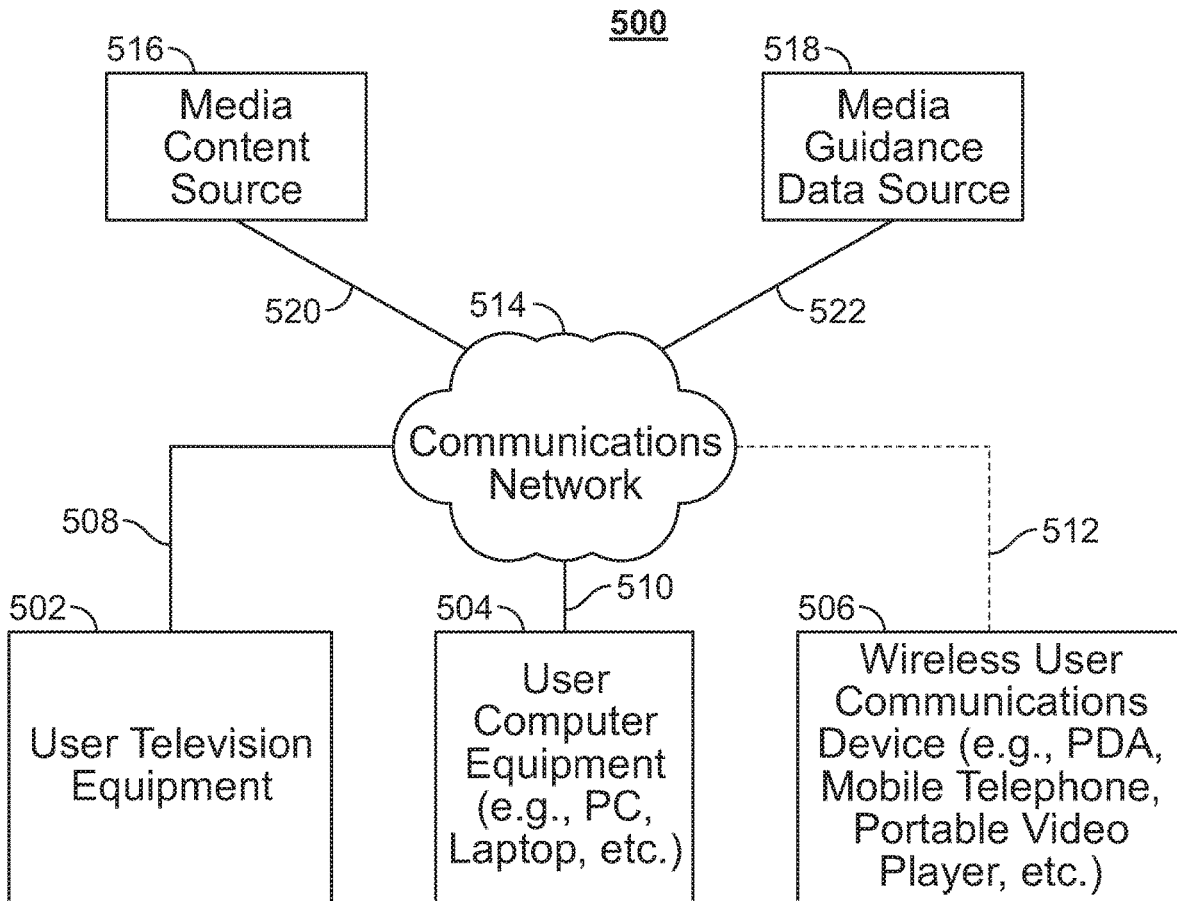 500
516
Media
Content
Source
518
Media
Guidance
Data Source
520
514
522
Communications
Network
508
512
510
502
User Television
Equipment
504
User
Computer
Equipment
(e.g., PC,
Laptop, etc.)
506
Wireless User
Communications
Device (e.g., PDA,
Mobile Telephone,
Portable Video
Player, etc.)